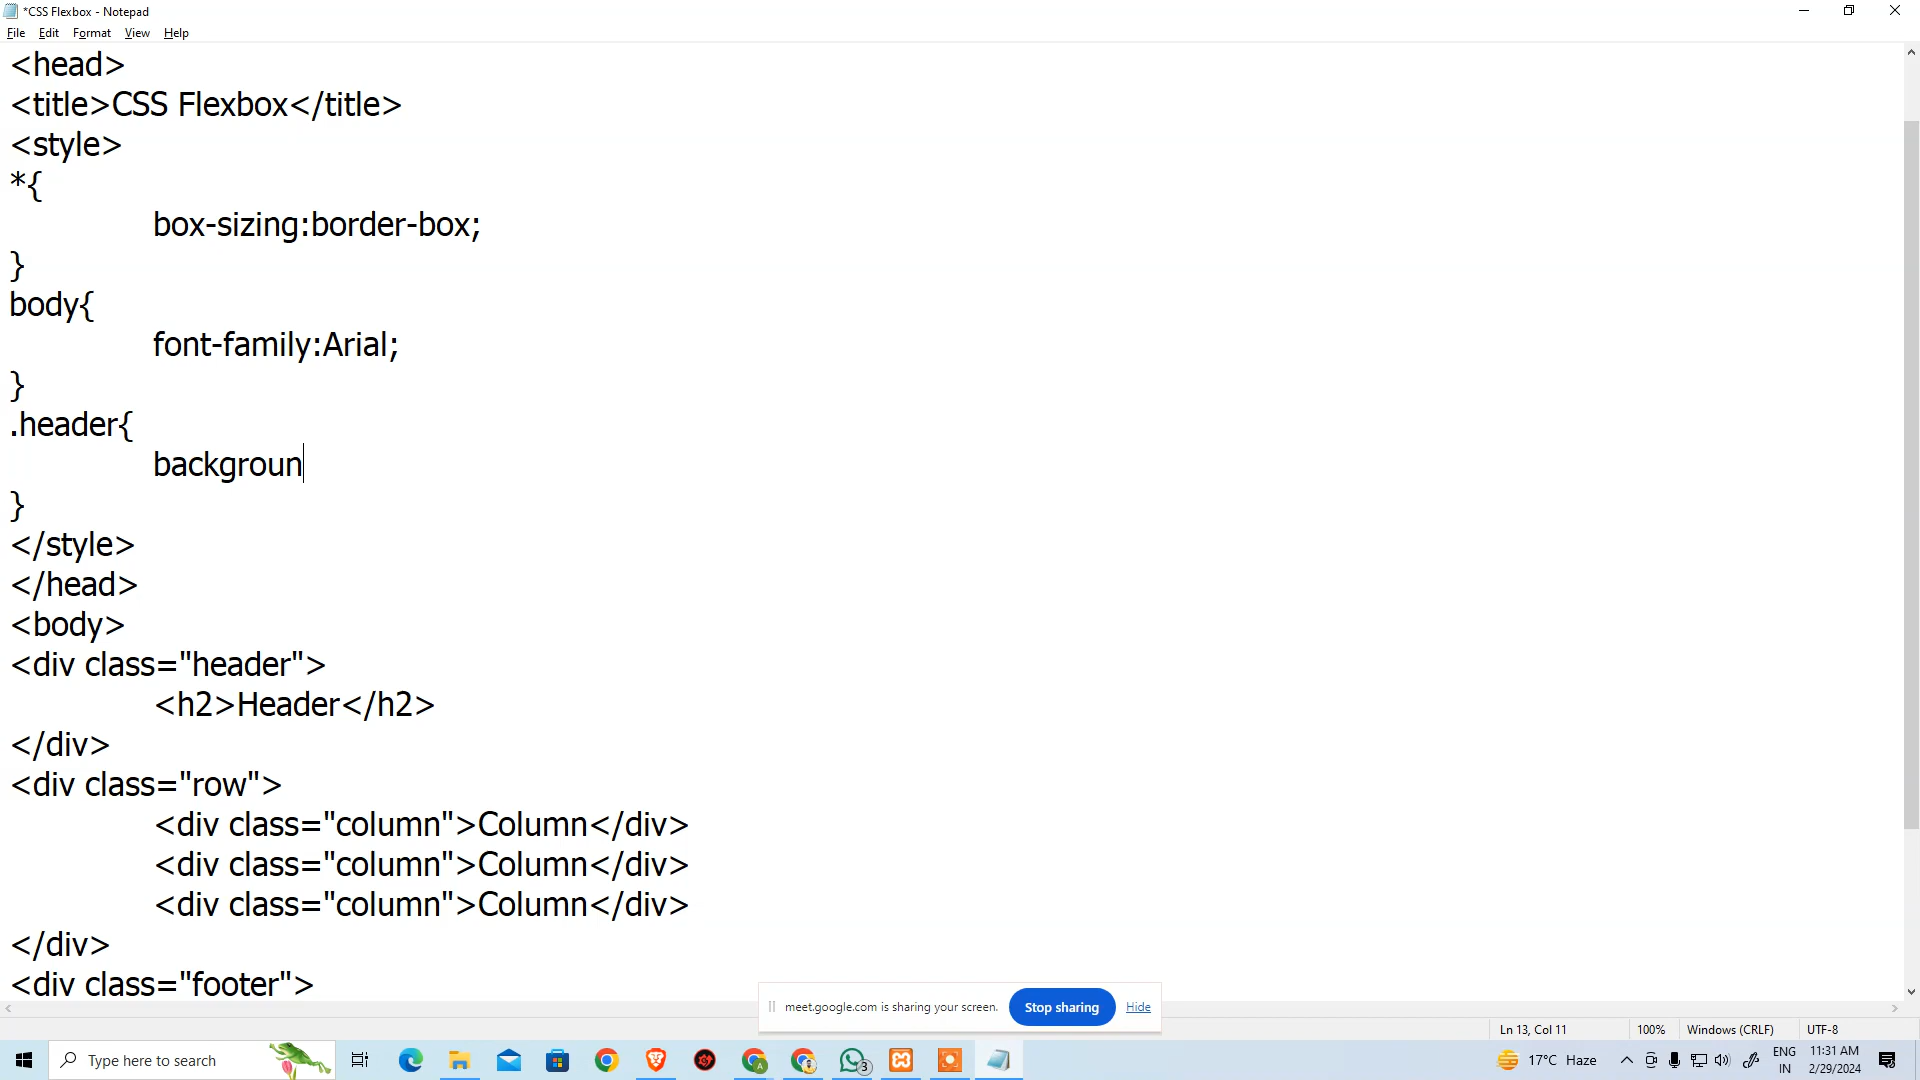 *CSS Flexbox - Notepad
File Edit Format View Help
<head>
<title>CSS Flexbox</title>
<style>
*{
box-sizing:border-box;
}
body{
font-family:Arial;
}
.header{
backgroun
}
</style>
</head>
<body>
<div class="header">
<h2>Header</h2>
</div>
<div class="row">
<div class="column">Column</div>
<div class="column">Column</div>
<div class="column">Column</div>
</div>
<div class="footer">
meet.google.com is sharing your screen. Stop sharing Hide
Ln 13, Col 11 100% Windows (CRLF) UTF-8
Type here to search A 3 17°C Haze ENG IN 11:31 AM 2/29/2024